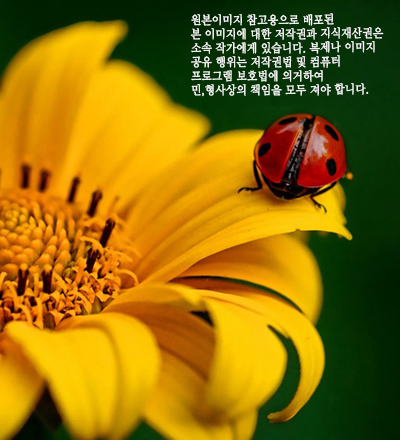 원본이미지 참고용으로 배포된
본 이미지에 대한 저작권과 지식재산권은
소속 작가에게 있습니다. 복제나 이미지
공유 행위는 저작권법 및 컴퓨터
프로그램 보호법에 의거하여
민,형사상의 책임을 모두 져야 합니다.